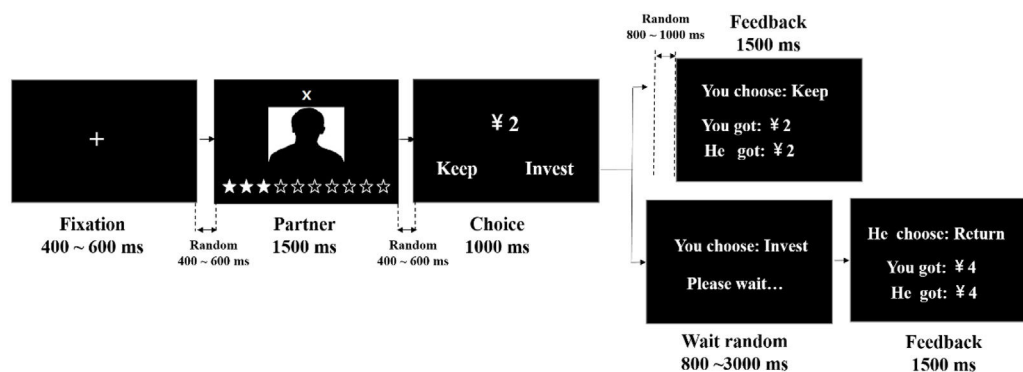 +
Fixation
400 ~ 600 ms
Random
400 ~ 600 ms
x
★★★☆☆☆☆☆☆☆
Partner
1500 ms
Random
400 ~ 600 ms
¥ 2
Keep Invest
Choice
1000 ms
Random
800 ~ 1000 ms
Feedback
1500 ms
You choose: Keep
You got: ¥ 2
He got: ¥ 2
You choose: Invest
Please wait…
Wait random
800 ~3000 ms
He choose: Return
You got: ¥ 4
He got: ¥ 4
Feedback
1500 ms